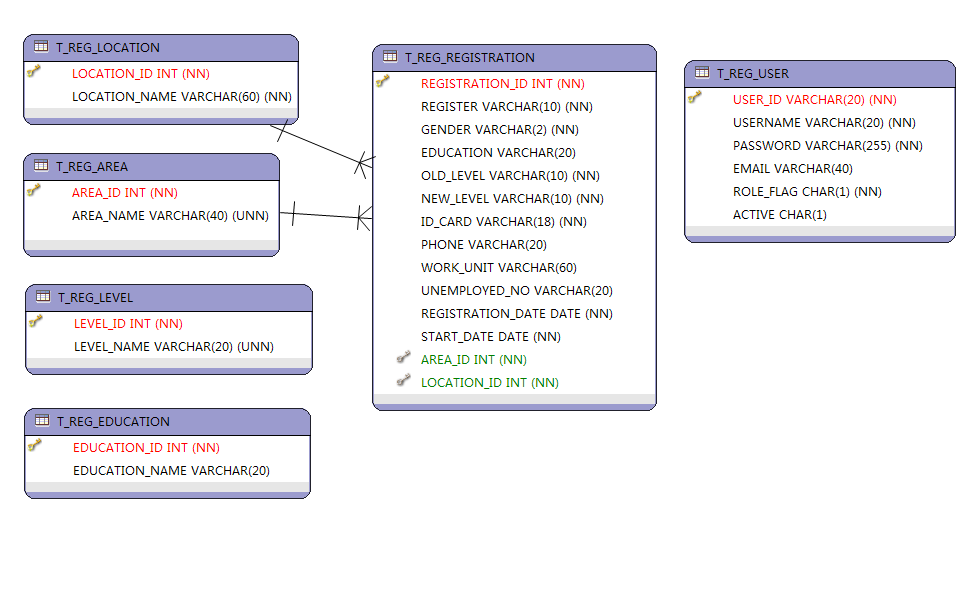 T_REG_LOCATION
LOCATION_ID INT (NN)
LOCATION_NAME VARCHAR(60) (NN)
T_REG_AREA
AREA_ID INT (NN)
AREA_NAME VARCHAR(40) (UNN)
T_REG_LEVEL
LEVEL_ID INT (NN)
LEVEL_NAME VARCHAR(20) (UNN)
T_REG_EDUCATION
EDUCATION_ID INT (NN)
EDUCATION_NAME VARCHAR(20)
T_REG_REGISTRATION
REGISTRATION_ID INT (NN)
REGISTER VARCHAR(10) (NN)
GENDER VARCHAR(2) (NN)
EDUCATION VARCHAR(20)
OLD_LEVEL VARCHAR(10) (NN)
NEW_LEVEL VARCHAR(10) (NN)
ID_CARD VARCHAR(18) (NN)
PHONE VARCHAR(20)
WORK_UNIT VARCHAR(60)
UNEMPLOYED_NO VARCHAR(20)
REGISTRATION_DATE DATE (NN)
START_DATE DATE (NN)
AREA_ID INT (NN)
LOCATION_ID INT (NN)
T_REG_USER
USER_ID VARCHAR(20) (NN)
USERNAME VARCHAR(20) (NN)
PASSWORD VARCHAR(255) (NN)
EMAIL VARCHAR(40)
ROLE_FLAG CHAR(1) (NN)
ACTIVE CHAR(1)